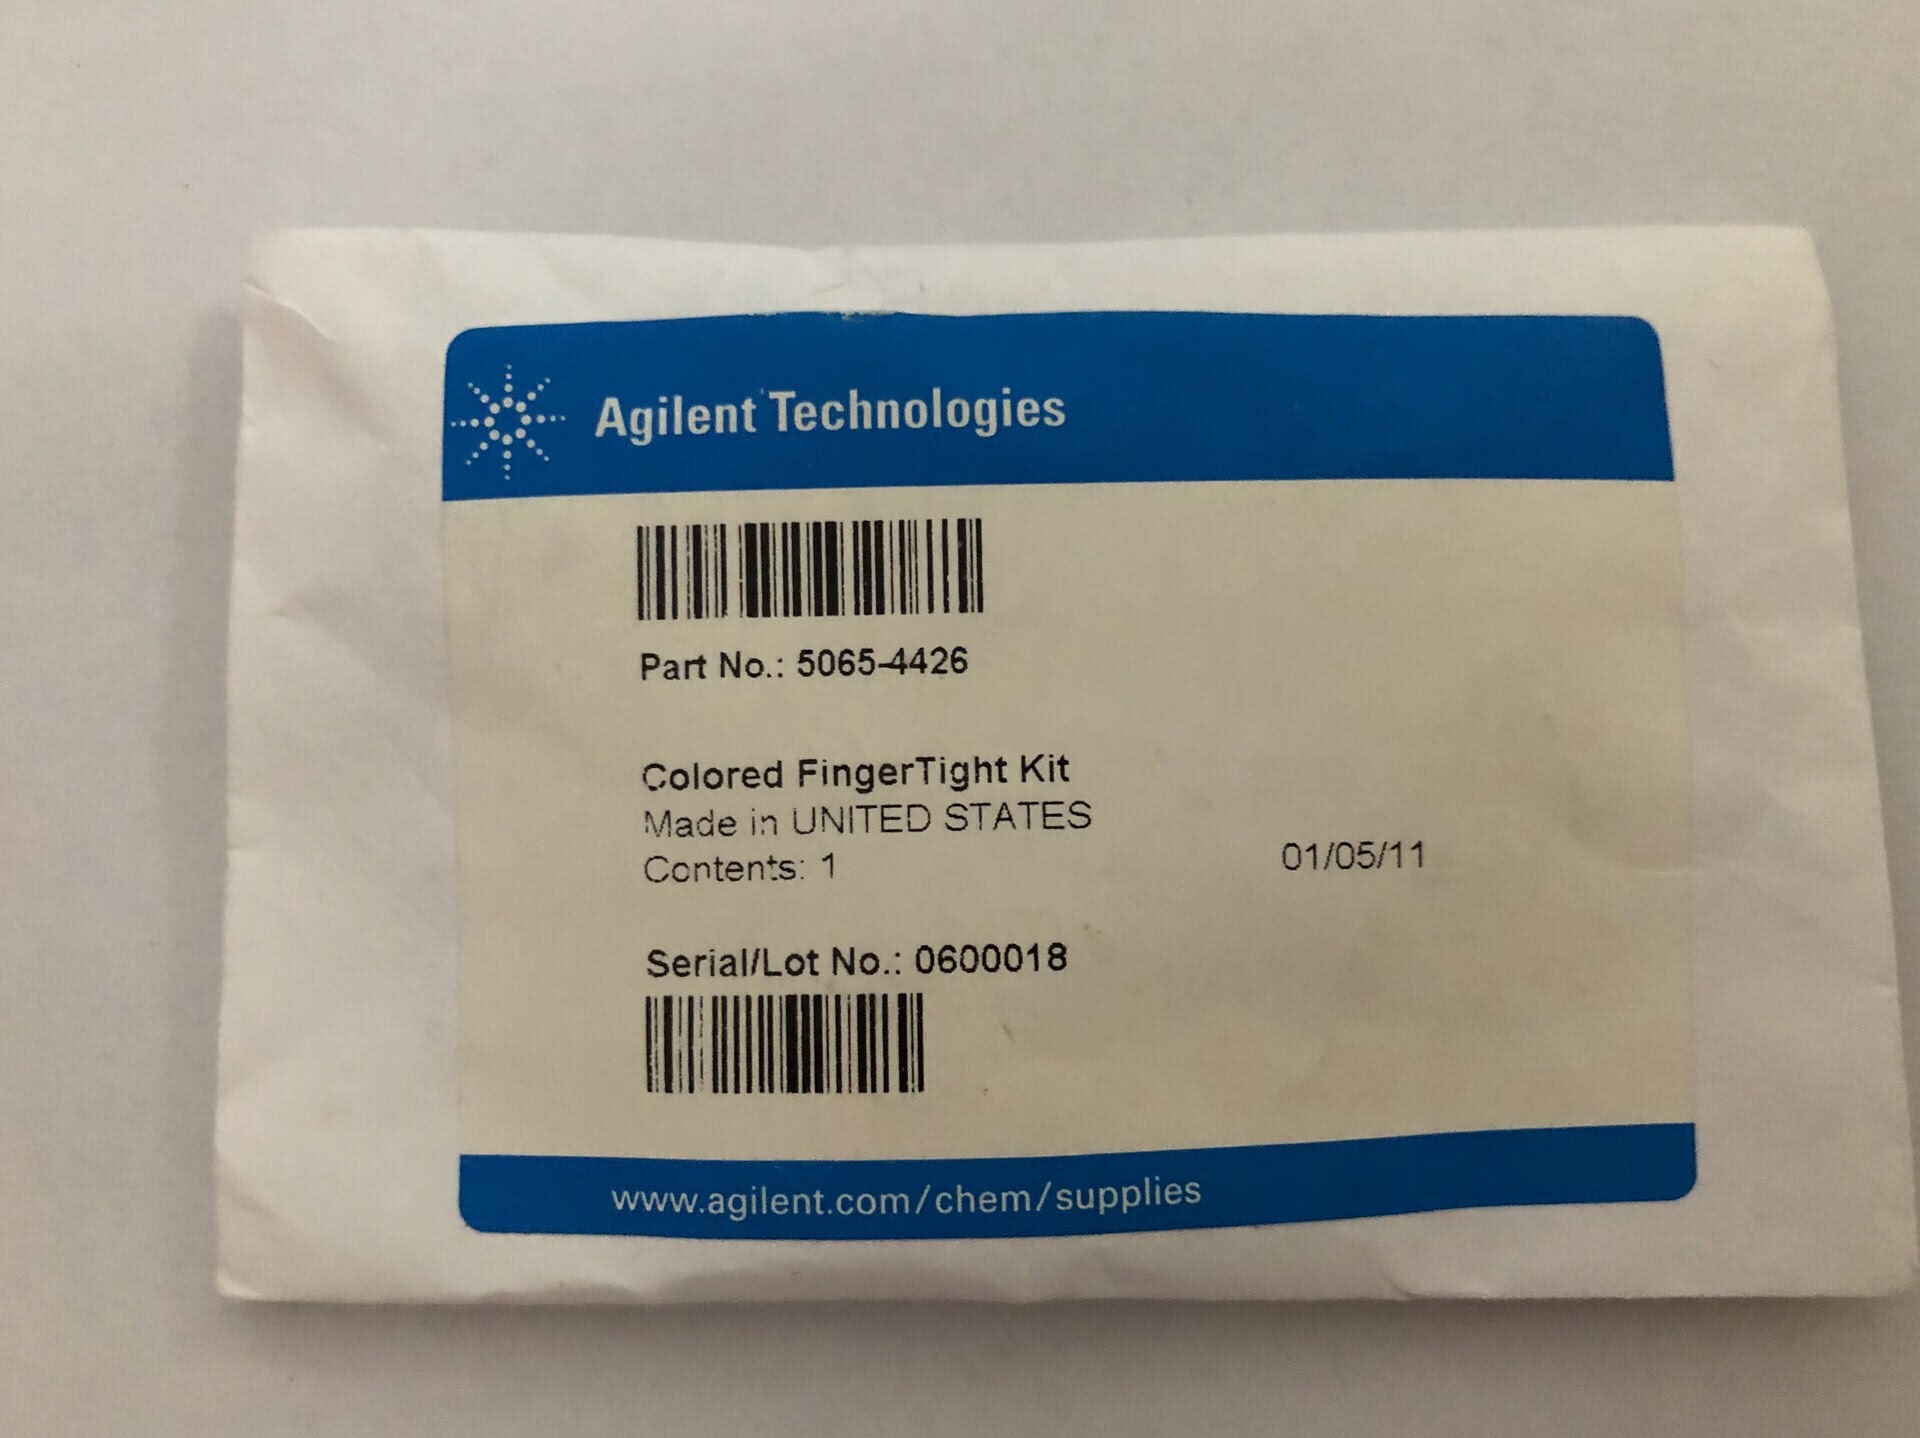 Agilent Technologies
Part No.: 5065-4426
Colored FingerTight Kit
Made in UNITED STATES
Contents: 1
01/05/11
Serial/Lot No.: 0600018
www.agilent.com/chem/supplies